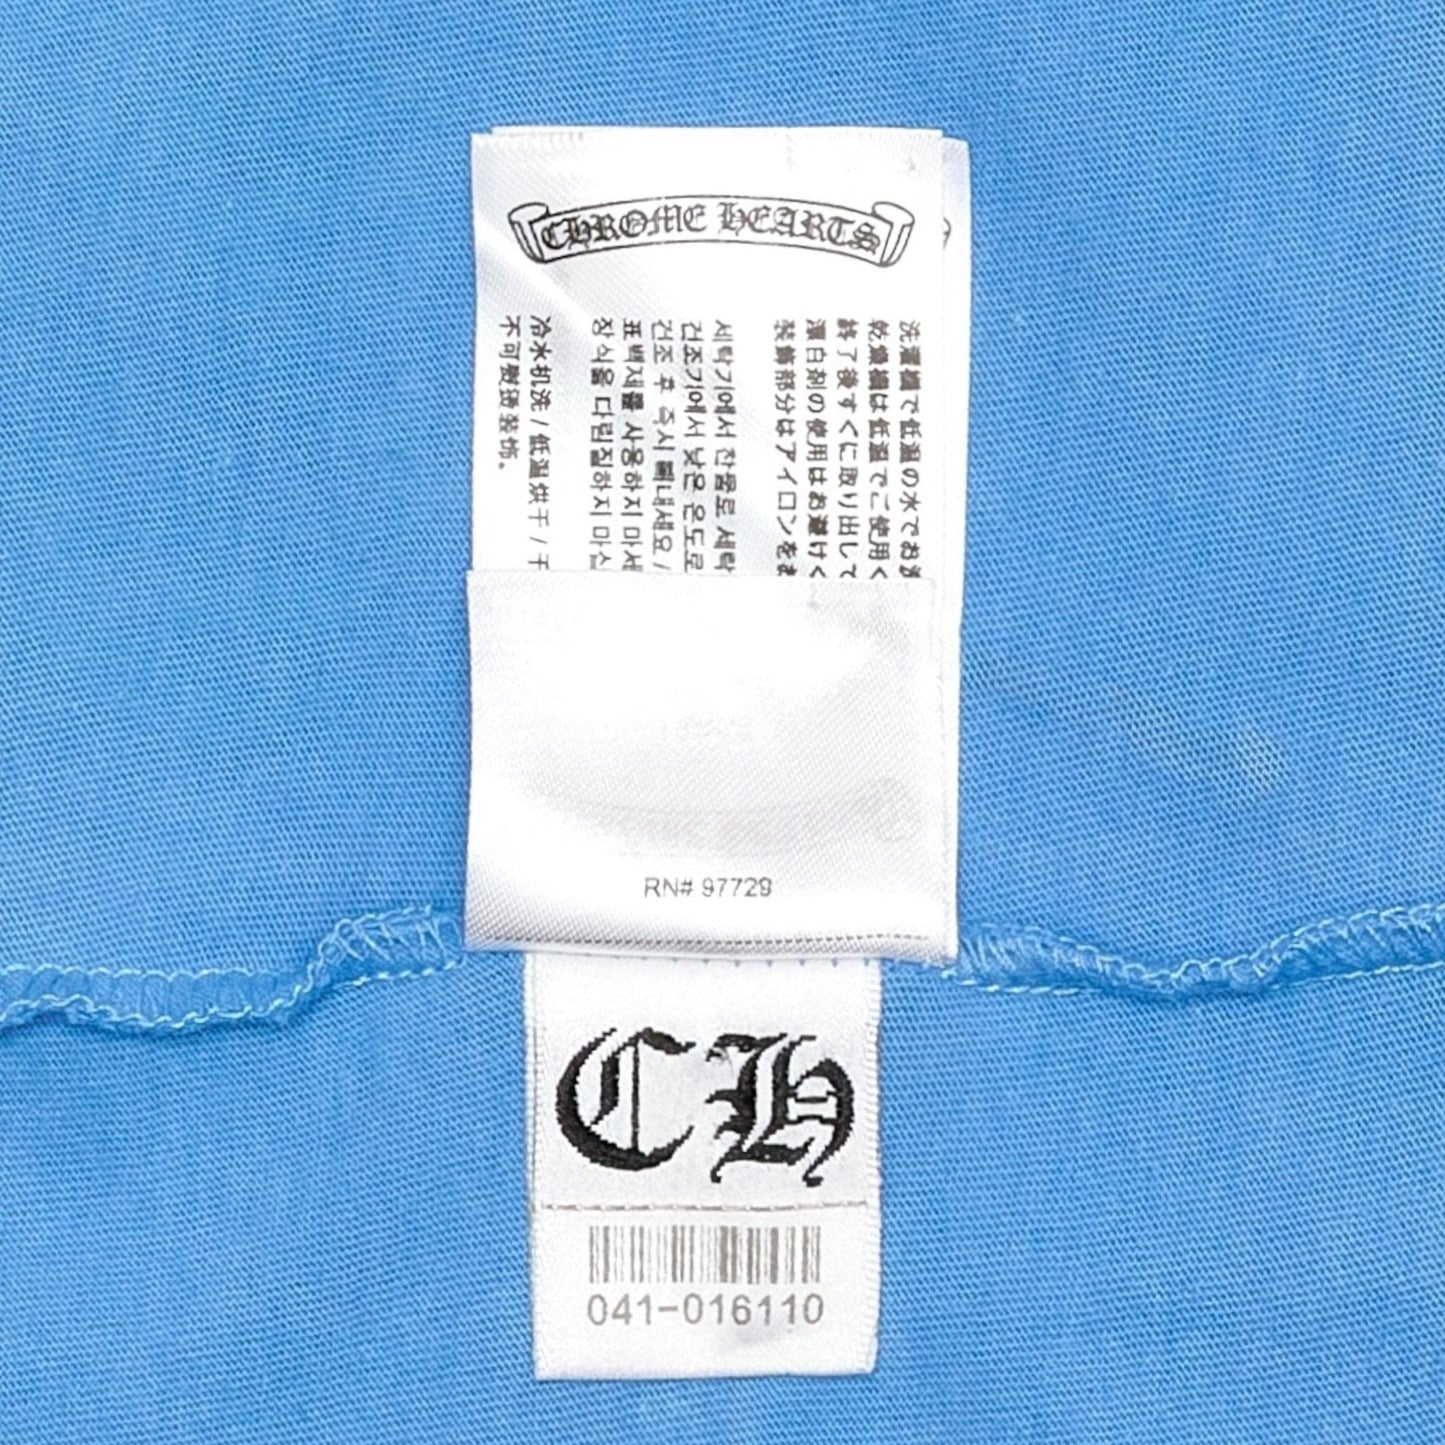 CHROME HEARTS
洗濯機で低温の水でお洗
乾燥機は低温でご使用く
終了後すぐに取り出して
漂白剤の使用はお避けく
装飾部分はアイロンをお
세탁기에서 찬물로 세탁
건조기에서 낮은 온도로
건조 후 즉시 빼내세요 /
표백제를 사용하지 마세
장식을 다림질하지 마십
冷水机洗 / 低温烘干 / 干
不可熨烫装饰。
RN# 97729
CH
041-016110